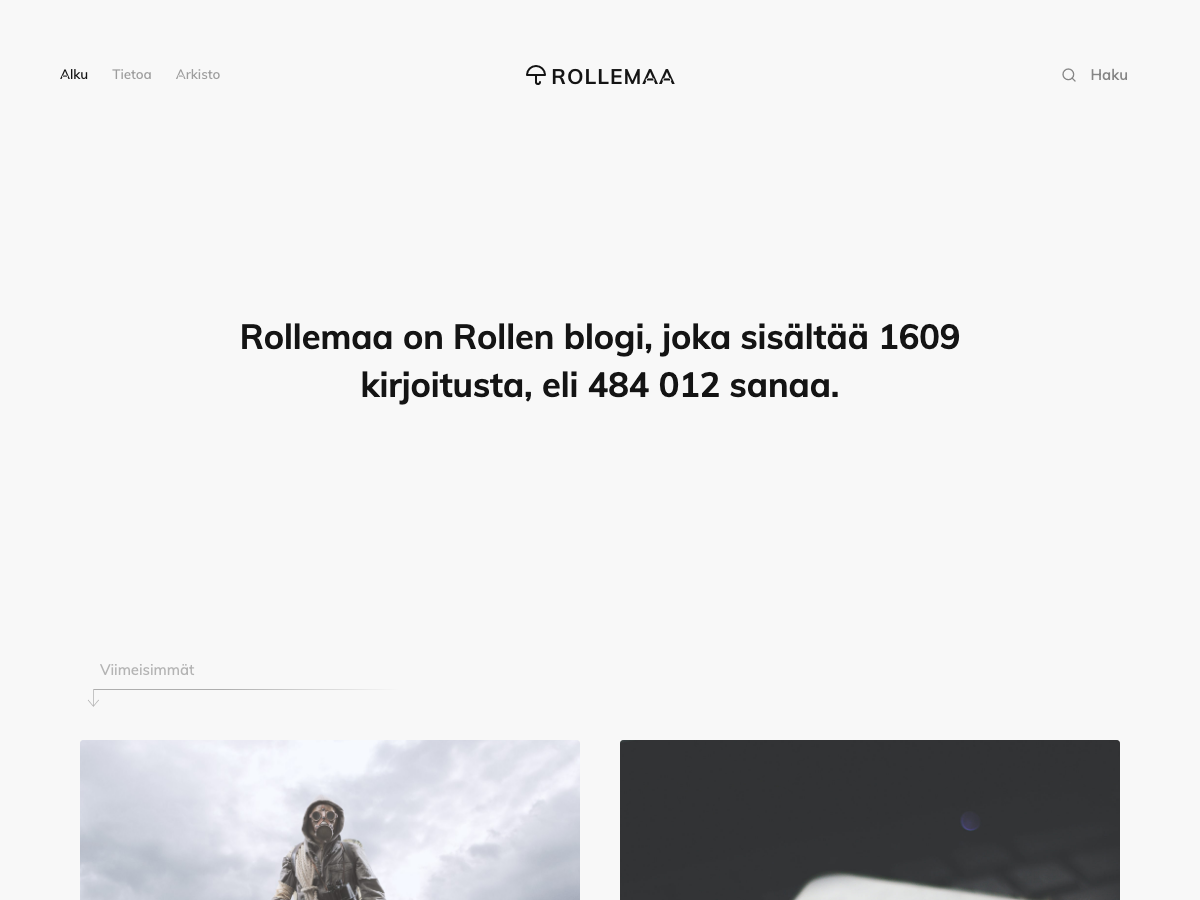 Alku Tietoa Arkisto
ROLLEMAA
Haku
Rollemaa on Rollen blogi, joka sisältää 1609
kirjoitusta, eli 484 012 sanaa.
Viimeisimmät